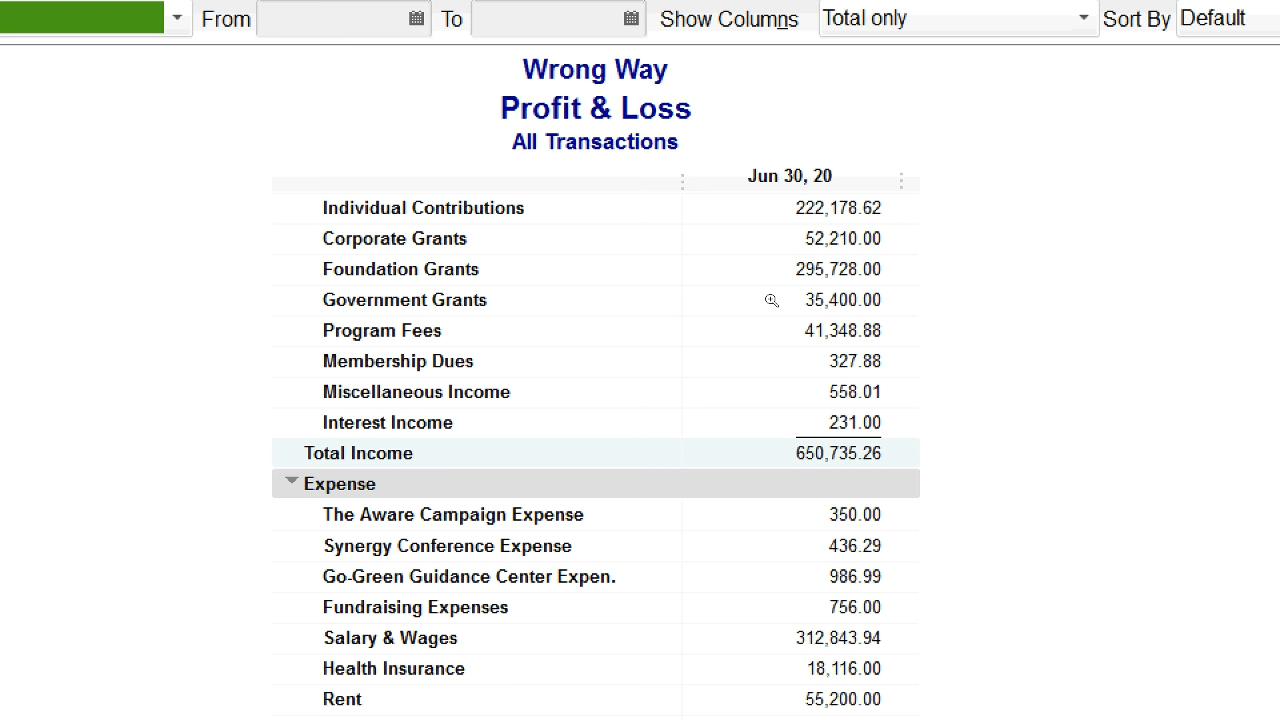 From To Show Columns Total only Sort By Default
Wrong Way
Profit & Loss
All Transactions
Jun 30, 20
Individual Contributions 222,178.62
Corporate Grants 52,210.00
Foundation Grants 295,728.00
Government Grants 35,400.00
Program Fees 41,348.88
Membership Dues 327.88
Miscellaneous Income 558.01
Interest Income 231.00
Total Income 650,735.26
Expense
The Aware Campaign Expense 350.00
Synergy Conference Expense 436.29
Go-Green Guidance Center Expen. 986.99
Fundraising Expenses 756.00
Salary & Wages 312,843.94
Health Insurance 18,116.00
Rent 55,200.00